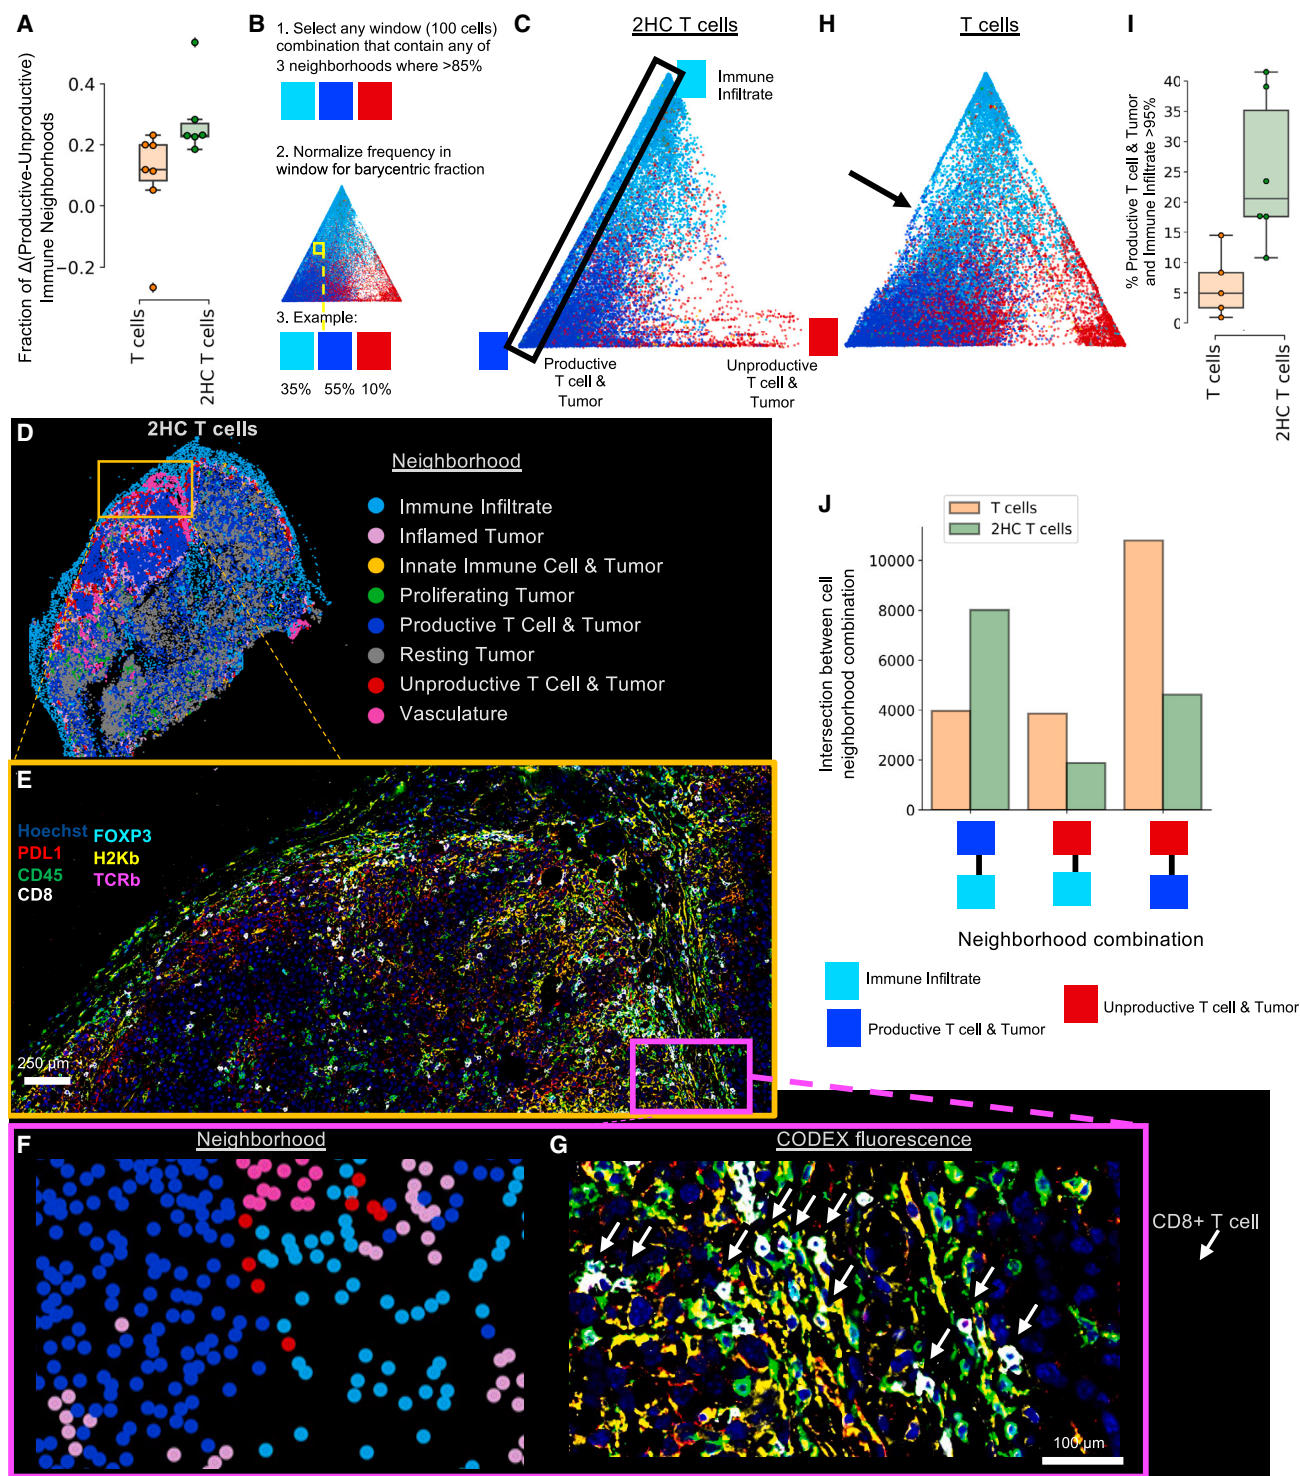 A
Fraction of Δ(Productive-Unproductive)
Immune Neighborhoods
0.4
0.2
0.0
−0.2
T cells
2HC T cells
B
1. Select any window (100 cells)
combination that contain any of
3 neighborhoods where >85%
2. Normalize frequency in
window for barycentric fraction
3. Example:
35%
55%
10%
C
2HC T cells
Immune
Infiltrate
Productive
T cell &
Tumor
Unproductive
T cell &
Tumor
H
T cells
I
% Productive T cell & Tumor
and Immune Infiltrate >95%
40
35
30
25
20
15
10
5
0
T cells
2HC T cells
D
2HC T cells
Neighborhood
Immune Infiltrate
Inflamed Tumor
Innate Immune Cell & Tumor
Proliferating Tumor
Productive T Cell & Tumor
Resting Tumor
Unproductive T Cell & Tumor
Vasculature
J
T cells
2HC T cells
Intersection between cell
neighborhood combination
10000
8000
6000
4000
2000
0
Neighborhood combination
Immune Infiltrate
Productive T cell & Tumor
Unproductive T cell & Tumor
E
Hoechst
PDL1
CD45
CD8
FOXP3
H2Kb
TCRb
250 µm
F
Neighborhood
G
CODEX fluorescence
100 µm
CD8+ T cell